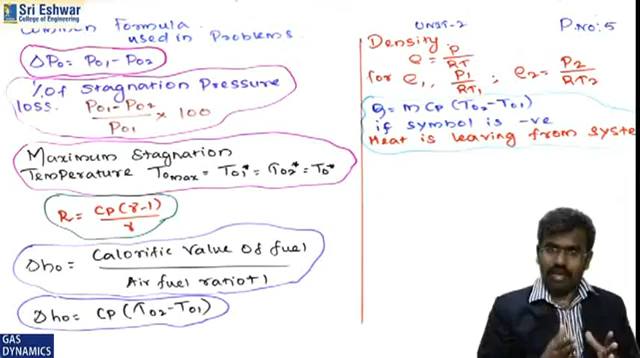 Sri Eshwar
College of Engineering
Common Formula
used in Problems.
ΔP₀ = P₀₁ - P₀₂
% of Stagnation Pressure
loss. (P₀₁ - P₀₂)/P₀₁ × 100
Maximum Stagnation
Temperature T₀max = T₀₁* = T₀₂* = T₀*
R = Cp(γ-1)/γ
Δh₀ = Calorific Value Of fuel / Air fuel ratio + 1
Δh₀ = Cp (T₀₂ - T₀₁)
UNIT-2
P.No: 5
Density
ρ = P/RT
for ρ₁, P₁/RT₁ ; ρ₂ = P₂/RT₂
Q = m Cp (T₀₂ - T₀₁)
if symbol is -ve
Heat is leaving from syste
GAS
DYNAMICS